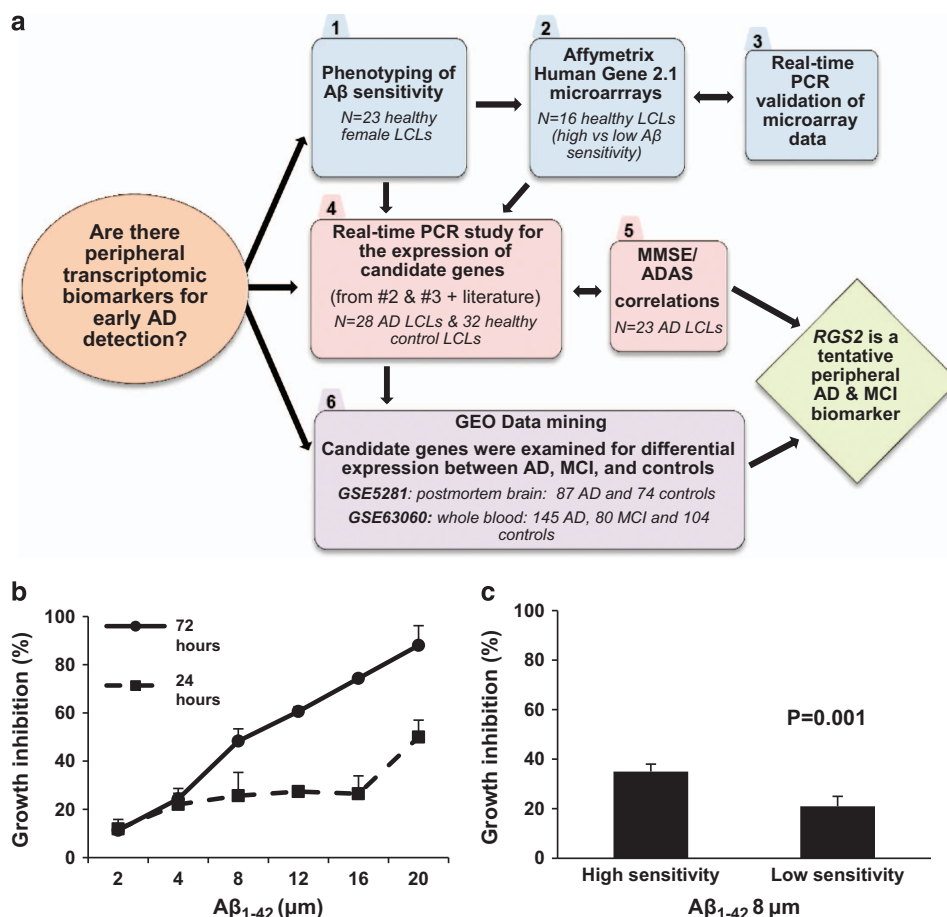 a
1
Phenotyping of
Aβ sensitivity
N=23 healthy
female LCLs
2
Affymetrix
Human Gene 2.1
microarrrays
N=16 healthy LCLs
(high vs low Aβ
sensitivity)
3
Real-time
PCR
validation of
microarray
data
Are there
peripheral
transcriptomic
biomarkers for
early AD
detection?
4
Real-time PCR study for
the expression of
candidate genes
(from #2 & #3 + literature)
N=28 AD LCLs & 32 healthy
control LCLs
5
MMSE/
ADAS
correlations
N=23 AD LCLs
RGS2 is a
tentative
peripheral
AD & MCI
biomarker
6
GEO Data mining
Candidate genes were examined for differential
expression between AD, MCI, and controls
GSE5281: postmortem brain: 87 AD and 74 controls
GSE63060: whole blood: 145 AD, 80 MCI and 104
controls
b
Growth inhibition (%)
100
80
60
40
20
0
72
hours
24
hours
2 4 8 12 16 20
Aβ1-42 (µm)
c
Growth inhibition (%)
100
80
60
40
20
0
P=0.001
High sensitivity Low sensitivity
Aβ1-42 8 µm